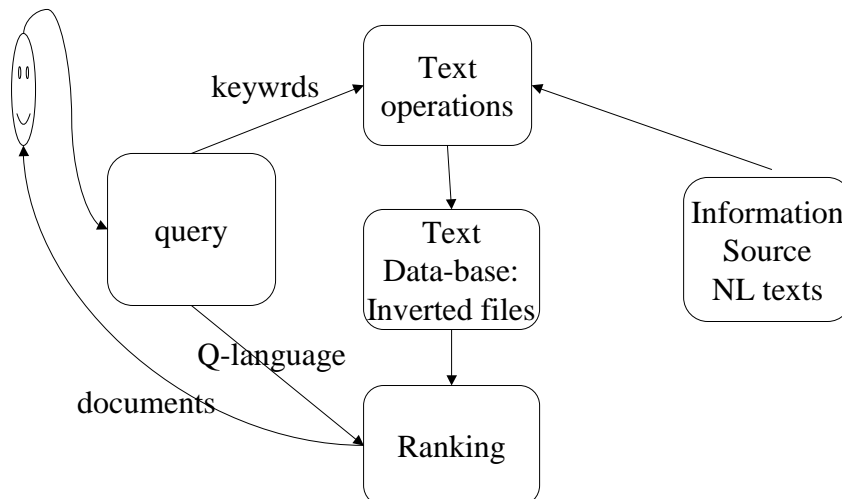 Text
operations
keywrds
query
Text
Data-base:
Inverted files
Information
Source
NL texts
Q-language
documents
Ranking